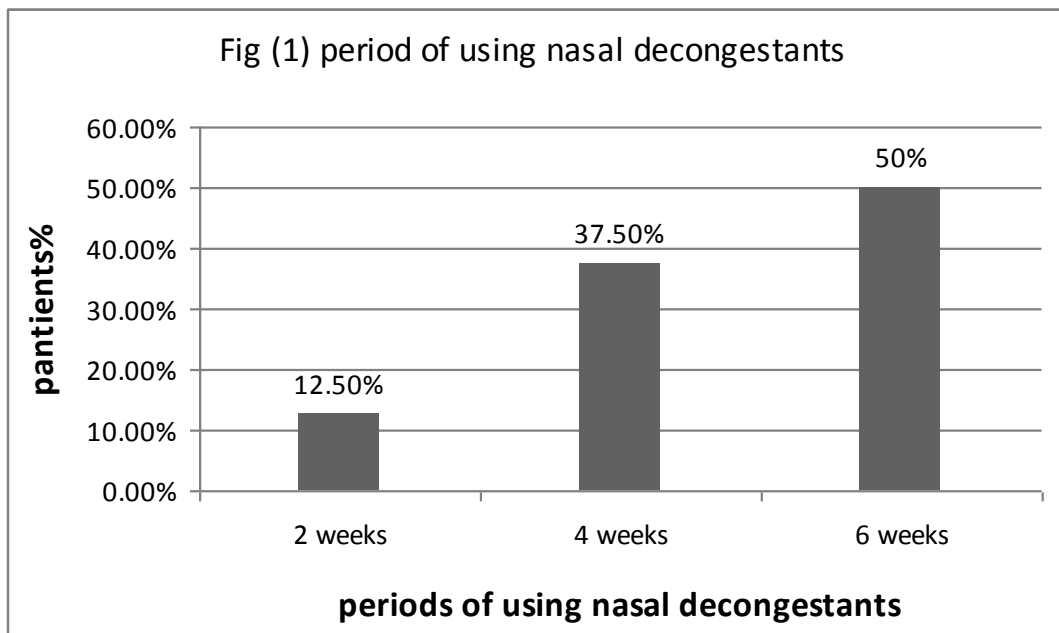 Fig (1) period of using nasal decongestants
60.00%
50.00%
40.00%
30.00%
20.00%
10.00%
0.00%
pantients%
12.50%
37.50%
50%
2 weeks
4 weeks
6 weeks
periods of using nasal decongestants